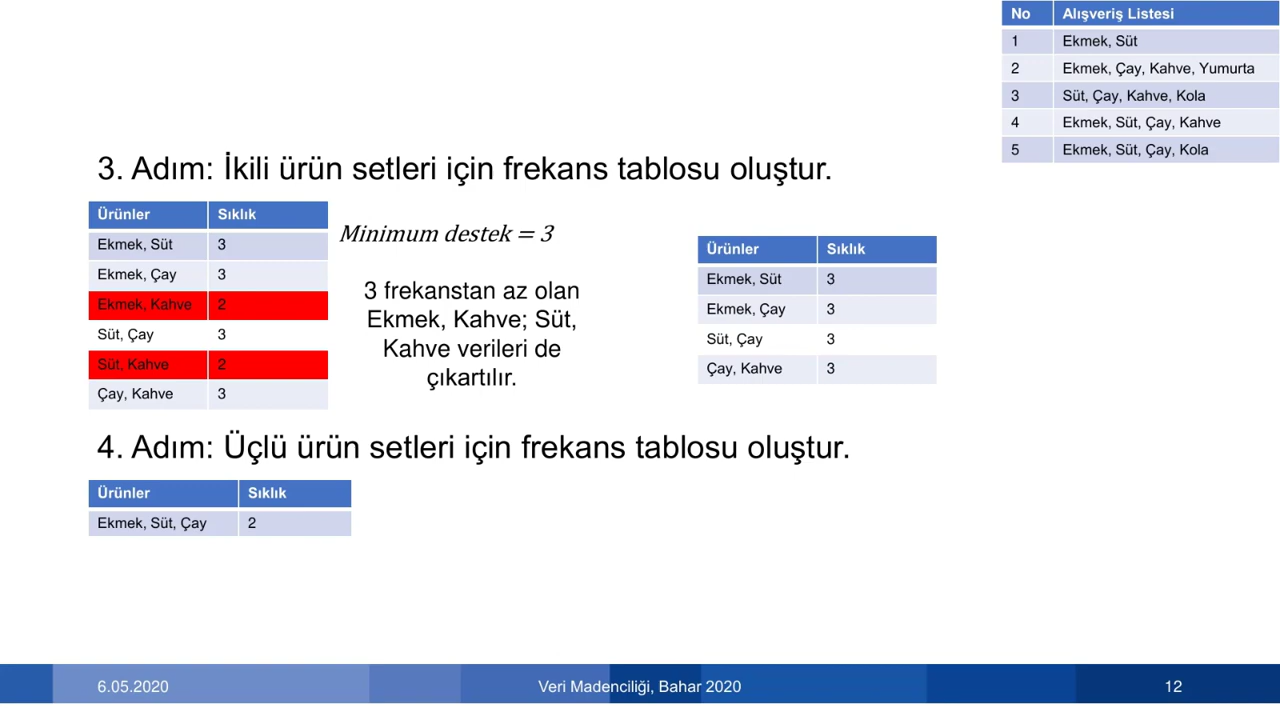 No Alışveriş Listesi
1 Ekmek, Süt
2 Ekmek, Çay, Kahve, Yumurta
3 Süt, Çay, Kahve, Kola
4 Ekmek, Süt, Çay, Kahve
5 Ekmek, Süt, Çay, Kola
3. Adım: İkili ürün setleri için frekans tablosu oluştur.
Ürünler Sıklık
Ekmek, Süt 3
Ekmek, Çay 3
Ekmek, Kahve 2
Süt, Çay 3
Süt, Kahve 2
Çay, Kahve 3
Minimum destek = 3
3 frekanstan az olan
Ekmek, Kahve; Süt,
Kahve verileri de
çıkartılır.
Ürünler Sıklık
Ekmek, Süt 3
Ekmek, Çay 3
Süt, Çay 3
Çay, Kahve 3
4. Adım: Üçlü ürün setleri için frekans tablosu oluştur.
Ürünler Sıklık
Ekmek, Süt, Çay 2
6.05.2020
Veri Madenciliği, Bahar 2020
12